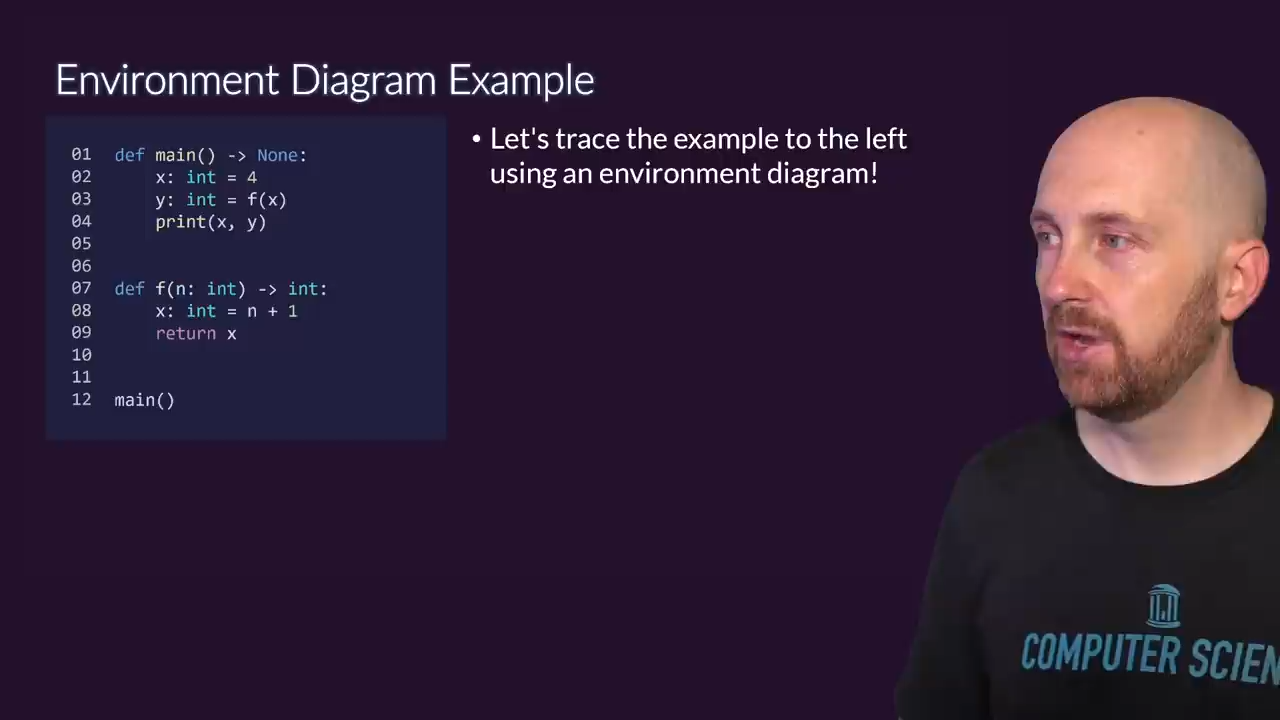 Environment Diagram Example
01 def main() -> None:
02     x: int = 4
03     y: int = f(x)
04     print(x, y)
05
06
07 def f(n: int) -> int:
08     x: int = n + 1
09     return x
10
11
12 main()
• Let's trace the example to the left
using an environment diagram!
COMPUTER SCIEN